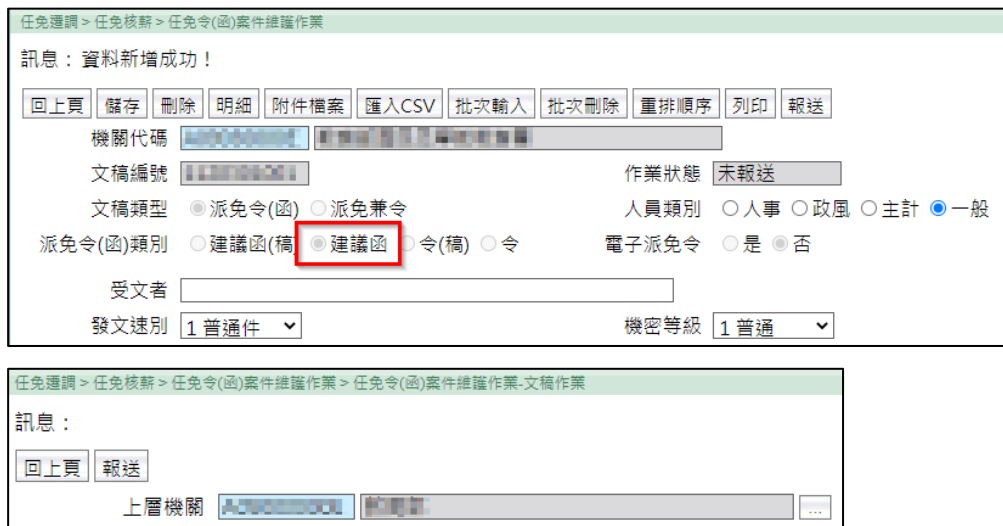 任免遷調 > 任免核薪 > 任免令(函)案件維護作業
訊息： 資料新增成功！
回上頁 儲存 刪除 明細 附件檔案 匯入CSV 批次輸入 批次刪除 重排順序 列印 報送
機關代碼
文稿編號 作業狀態 未報送
文稿類型 派免令(函) 派免兼令 人員類別 人事 政風 主計 一般
派免令(函)類別 建議函(稿) 建議函 令(稿) 令 電子派免令 是 否
受文者
發文速別 1 普通件 機密等級 1 普通
任免遷調 > 任免核薪 > 任免令(函)案件維護作業 > 任免令(函)案件維護作業-文稿作業
訊息：
回上頁 報送
上層機關 ...